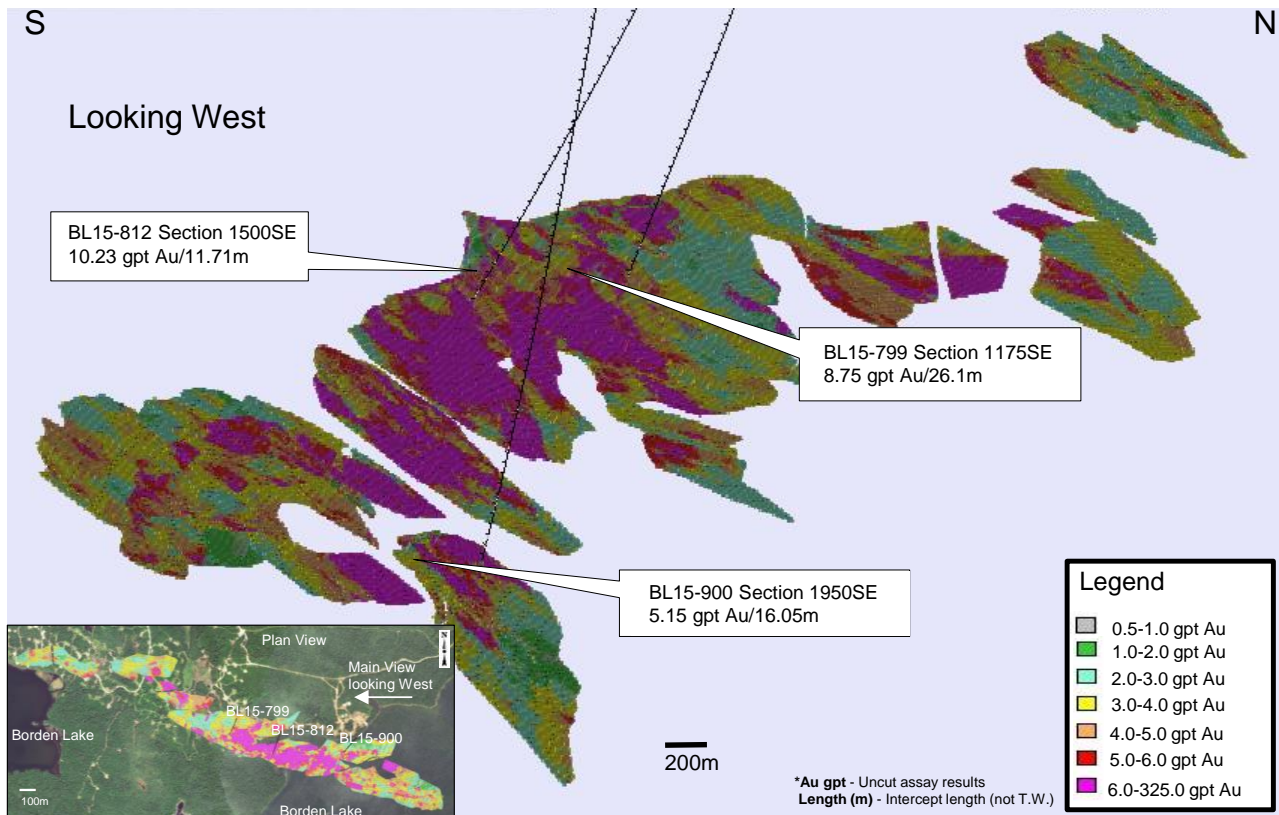 S
N
Looking West
BL15-812 Section 1500SE
10.23 gpt Au/11.71m
BL15-799 Section 1175SE
8.75 gpt Au/26.1m
BL15-900 Section 1950SE
5.15 gpt Au/16.05m
Legend
0.5-1.0 gpt Au
1.0-2.0 gpt Au
2.0-3.0 gpt Au
3.0-4.0 gpt Au
4.0-5.0 gpt Au
5.0-6.0 gpt Au
6.0-325.0 gpt Au
Plan View
N
Main View
looking West
BL15-799
BL15-812
BL15-900
Borden Lake
Borden Lake
100m
200m
*Au gpt - Uncut assay results
Length (m) - Intercept length (not T.W.)